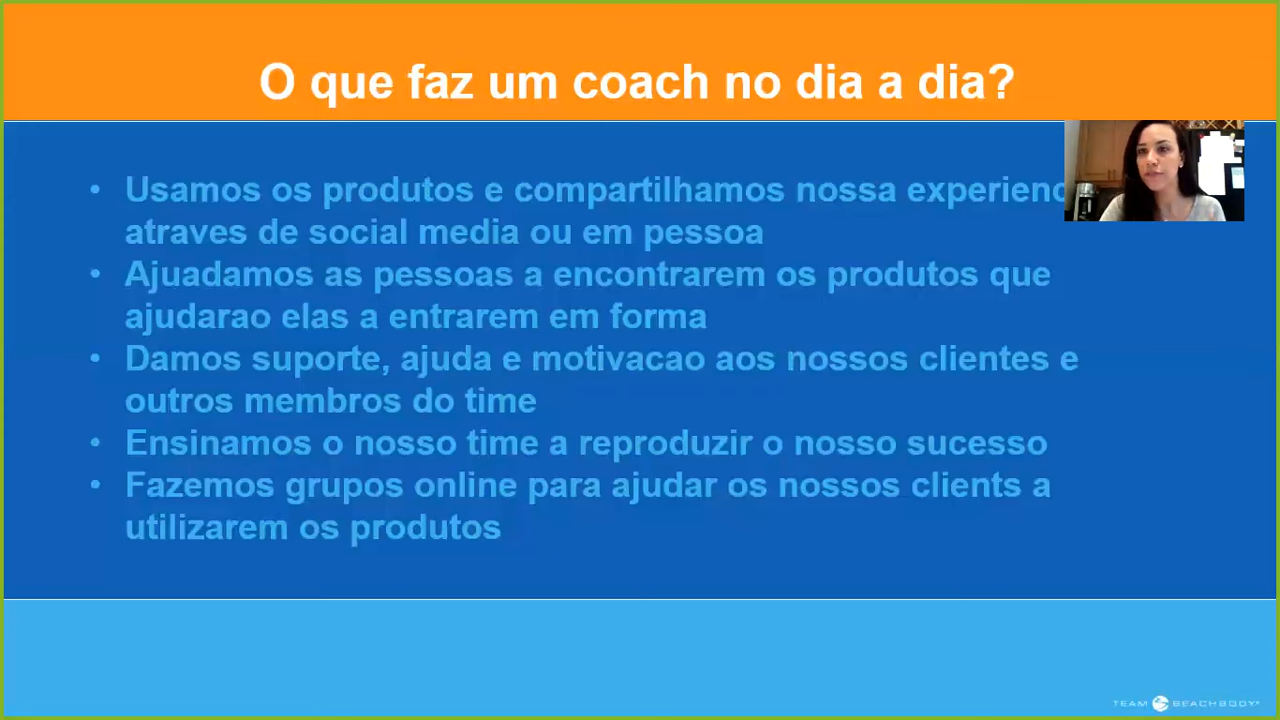 O que faz um coach no dia a dia?
• Usamos os produtos e compartilhamos nossa
atraves de social media ou em pessoa
• Ajuadamos as pessoas a encontrarem os produtos que
ajudarao elas a entrarem em forma
• Damos suporte, ajuda e motivacao aos nossos clientes e
outros membros do time
• Ensinamos o nosso time a reproduzir o nosso sucesso
• Fazemos grupos online para ajudar os nossos clients a
utilizarem os produtos
TEAM BEACHBODY